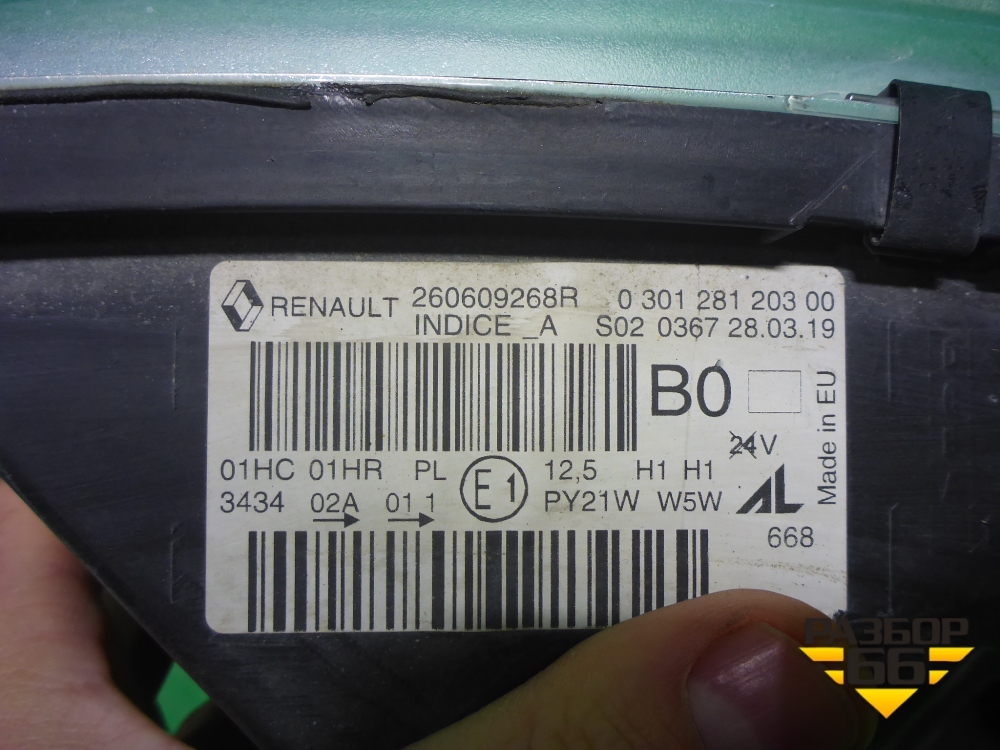 RENAULT 260609268R 0 301 281 203 00
INDICE _A S02 0367 28.03.19
B0
24V
Made in EU
01HC 01HR PL E1 12,5 H1 H1
3434 02A 01 1 PY21W W5W AL
668
РАЗБОР
66